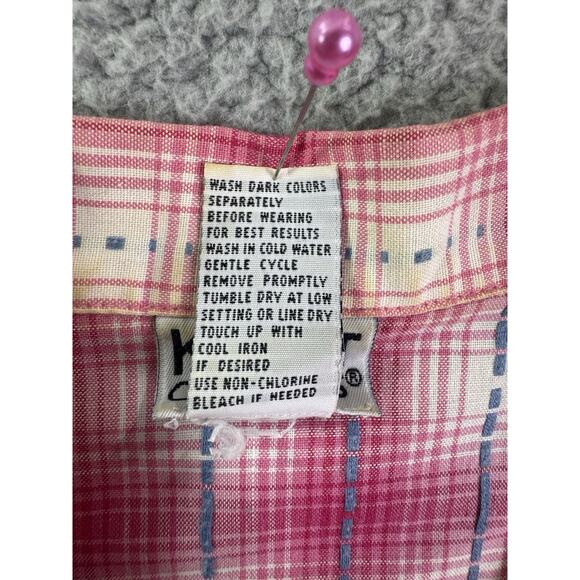 WASH DARK COLORS
SEPARATELY
BEFORE WEARING
FOR BEST RESULTS
WASH IN COLD WATER
GENTLE CYCLE
REMOVE PROMPTLY
TUMBLE DRY AT LOW
SETTING OR LINE DRY
TOUCH UP WITH
COOL IRON
IF DESIRED
USE NON-CHLORINE
BLEACH IF NEEDED